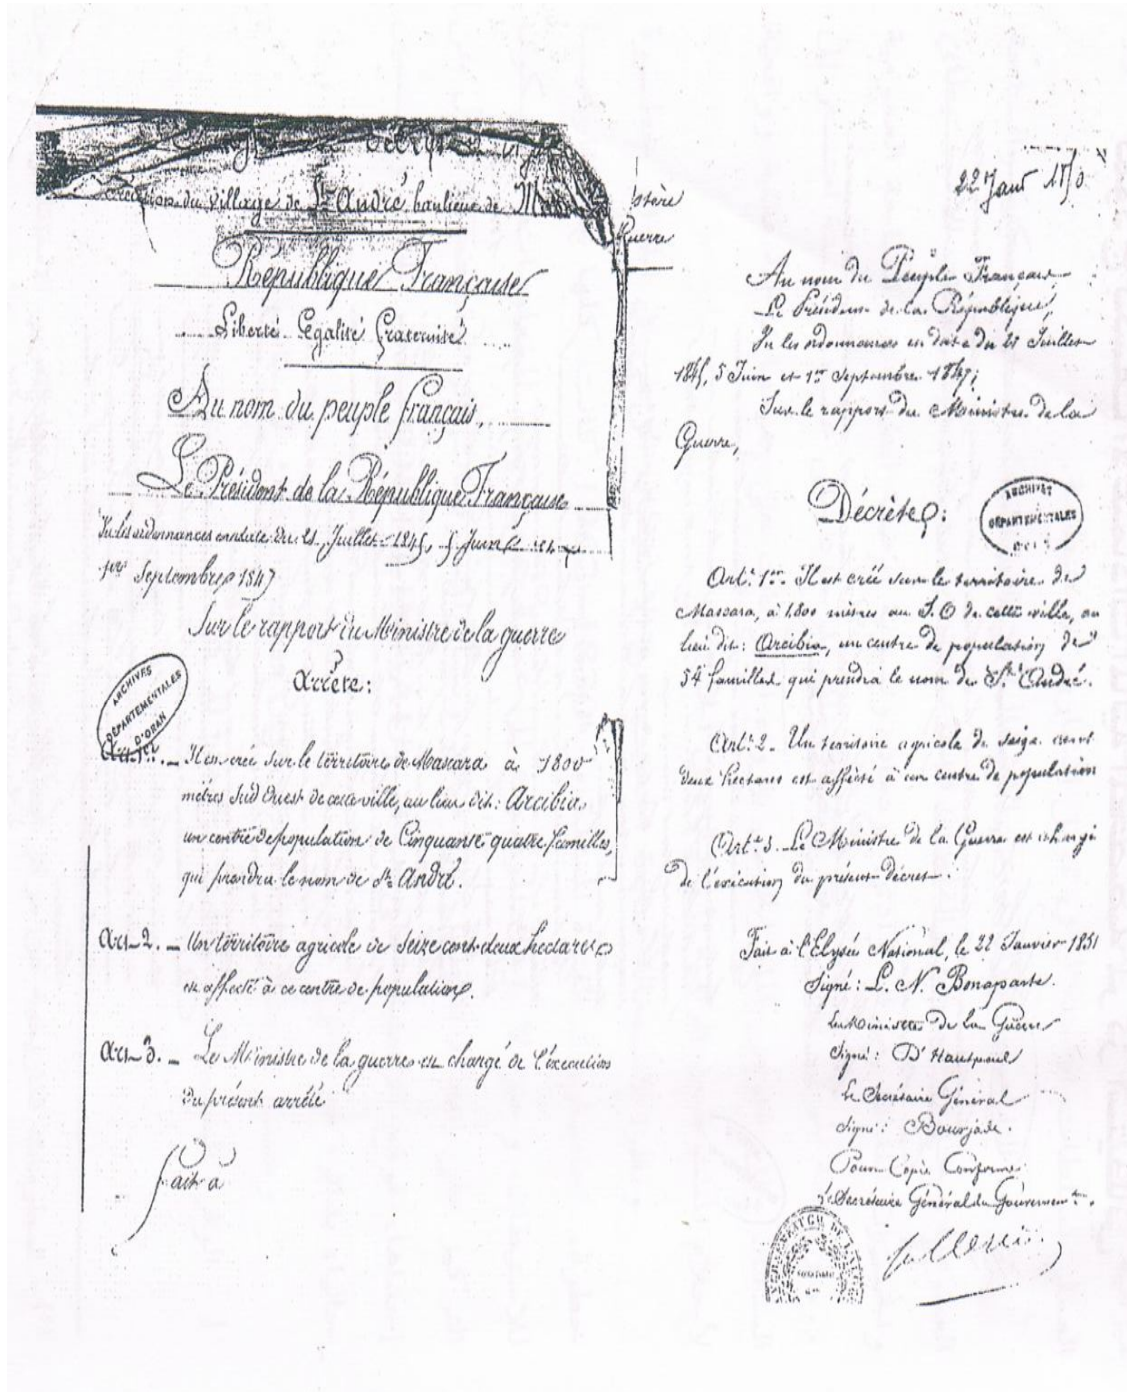 Création du village de St André banlieue de
République Française
Liberté Égalité Fraternité
Au nom du peuple français,
Le Président de la République Française
Vu les ordonnances en date du 21 Juillet 1845, 5 Juin et
1er Septembre 1847
Sur le rapport du Ministre de la guerre
Arrête:
ARCHIVES
DÉPARTEMENTALES
D'ORAN
Art. 1er. _ Il est créé sur le territoire de Mascara à 1800
mètres Sud Ouest de cette ville, au lieu dit: Arcibia
un centre de population de Cinquante quatre familles,
qui prendra le nom de St André.
Art_2. _ Un territoire agricole de Seize cent deux hectares
est affecté à ce centre de population.
Art_3. _ Le Ministre de la guerre est chargé de l'exécution
du présent arrêté
fait à
stère
Guerre
22 Janv
Au nom du Peuple Français,
Le Président de la République,
Vu les ordonnances en date du 21 Juillet
1845, 5 Juin et 1er Septembre 1847;
Sur le rapport du Ministre de la
Guerre,
Décrète:
ARCHIVES
DÉPARTEMENTALES
Art. 1er. Il est créé sur le territoire de
Mascara, à 1.800 mètres au S.O de cette ville, au
lieu dit: Arcibia, un centre de population de
54 familles qui prendra le nom de St André.
Art. 2. Un territoire agricole de seize cent
deux hectares est affecté à ce centre de population
Art. 3. Le Ministre de la Guerre est chargé
de l'exécution du présent décret.
Fait à l'Elysée National, le 22 Janvier 1851
Signé: L. N. Bonaparte.
Le Ministre de la Guerre
Signé: D'Hautpoul
Le Secrétaire Général
Signé: Bourjade.
Pour Copie Conforme
Le Secrétaire Général du Gouvernement.